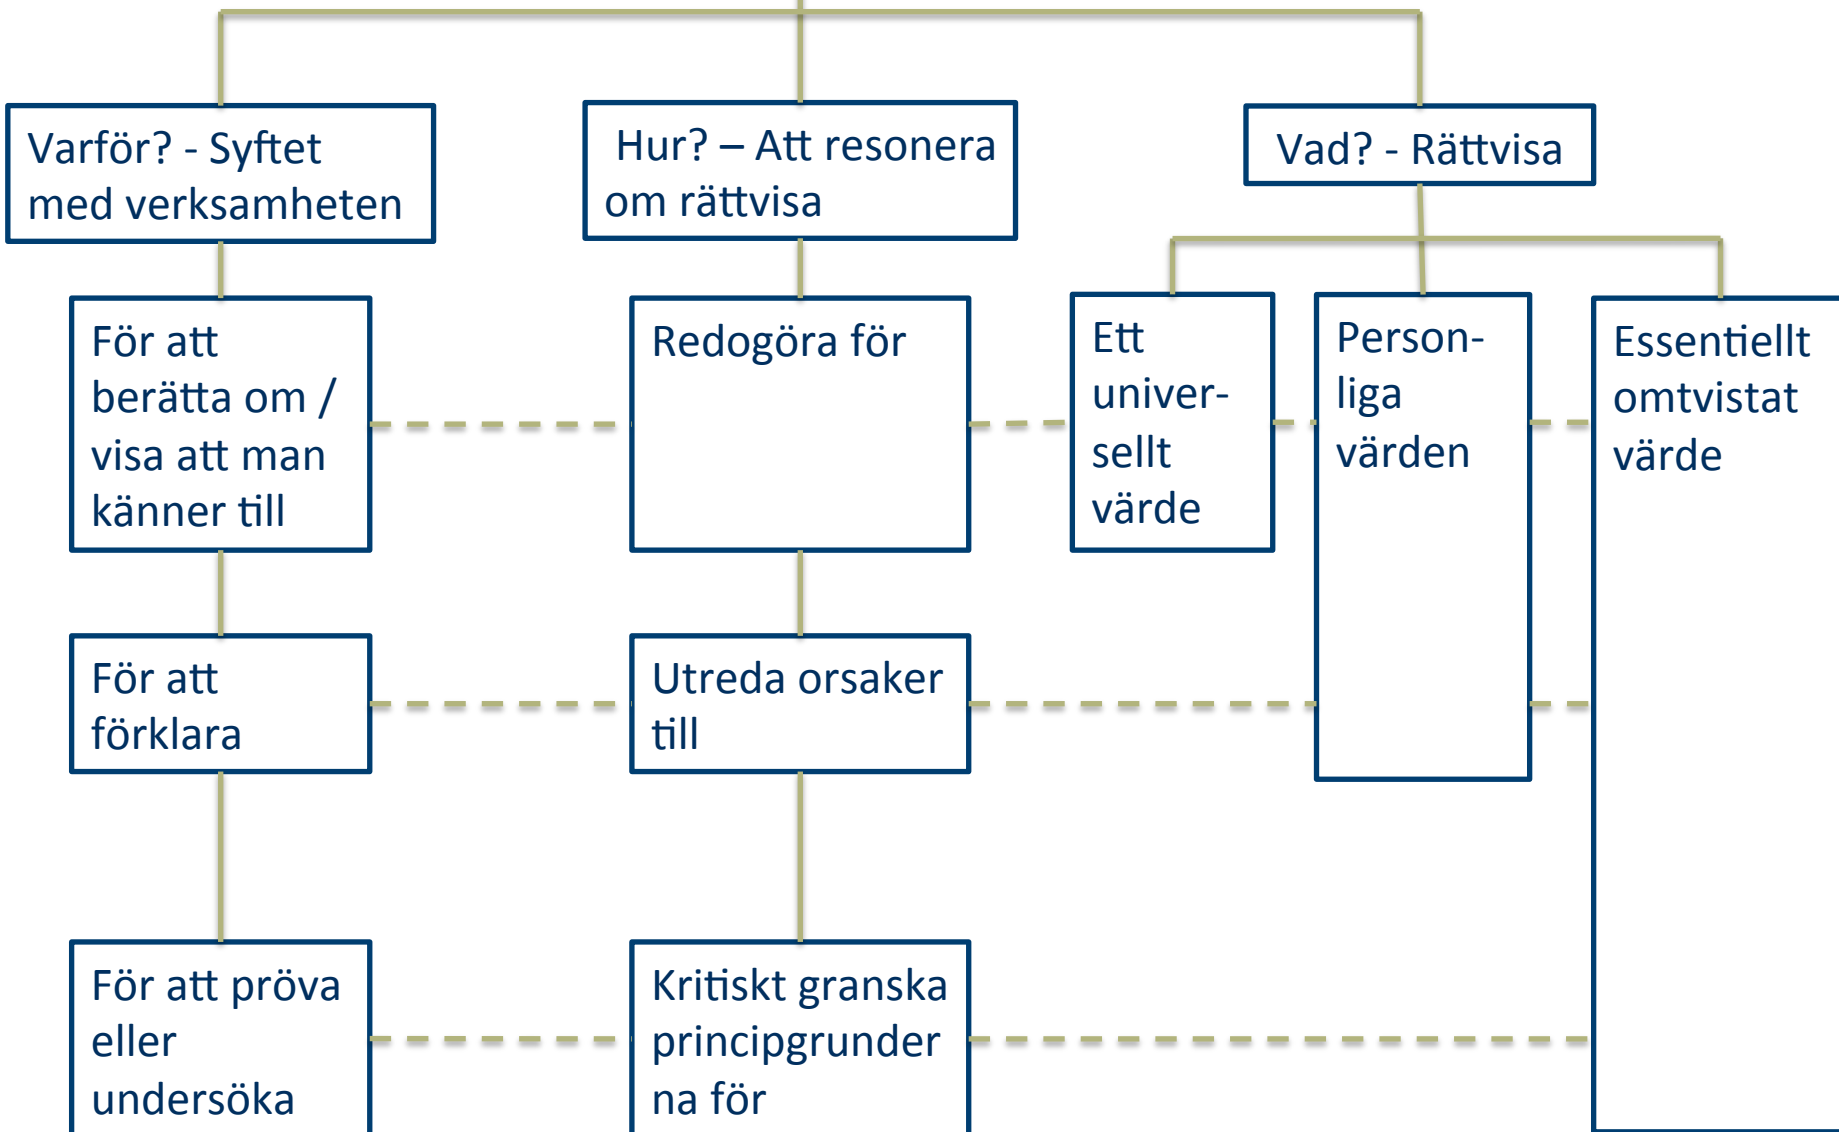 Varför? - Syftet
med verksamheten
Hur? – Att resonera
om rättvisa
Vad? - Rättvisa
För att
berätta om /
visa att man
känner till
Redogöra för
Ett
univer-
sellt
värde
Person-
liga
värden
Essentiellt
omtvistat
värde
För att
förklara
Utreda orsaker
till
För att pröva
eller
undersöka
Kritiskt granska
principgrunder
na för